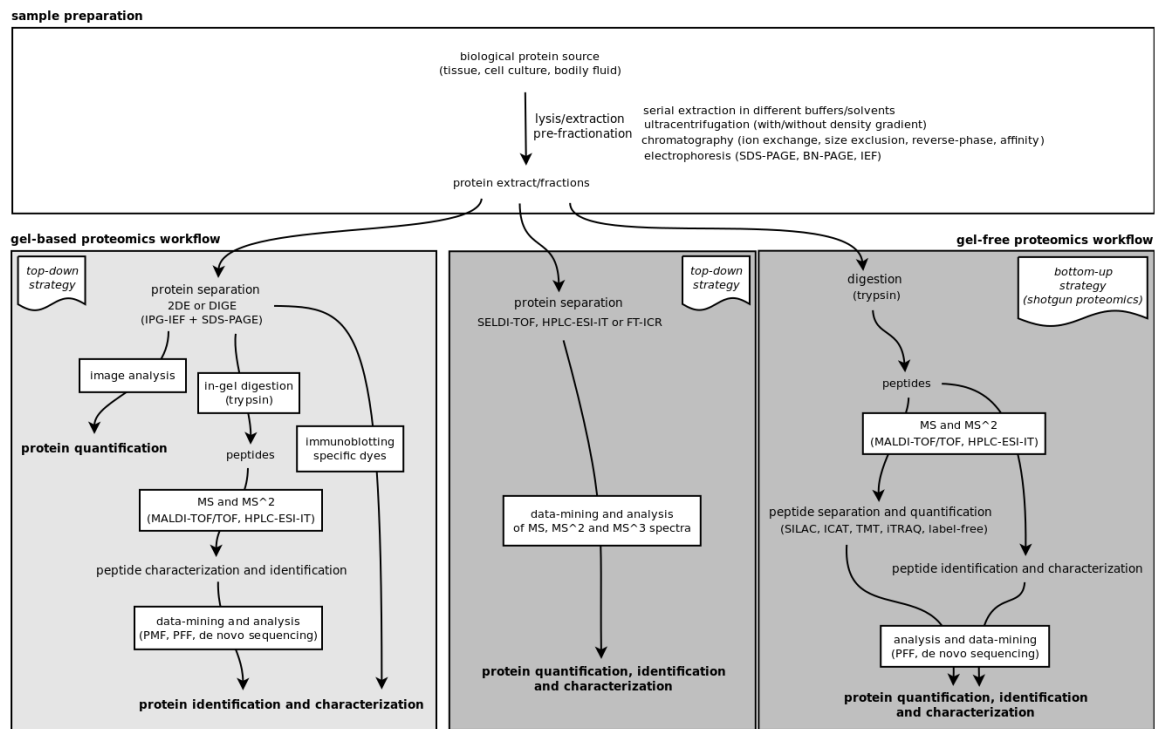 sample preparation
biological protein source
(tissue, cell culture, bodily fluid)
lysis/extraction
pre-fractionation
serial extraction in different buffers/solvents
ultracentrifugation (with/without density gradient)
chromatography (ion exchange, size exclusion, reverse-phase, affinity)
electrophoresis (SDS-PAGE, BN-PAGE, IEF)
protein extract/fractions
gel-based proteomics workflow
top-down
strategy
protein separation
2DE or DIGE
(IPG-IEF + SDS-PAGE)
image analysis
protein quantification
in-gel digestion
(trypsin)
peptides
immunoblotting
specific dyes
MS and MS^2
(MALDI-TOF/TOF, HPLC-ESI-IT)
peptide characterization and identification
data-mining and analysis
(PMF, PFF, de novo sequencing)
protein identification and characterization
top-down
strategy
protein separation
SELDI-TOF, HPLC-ESI-IT or FT-ICR
data-mining and analysis
of MS, MS^2 and MS^3 spectra
protein quantification, identification
and characterization
gel-free proteomics workflow
bottom-up
strategy
(shotgun proteomics)
digestion
(trypsin)
peptides
MS and MS^2
(MALDI-TOF/TOF, HPLC-ESI-IT)
peptide separation and quantification
(SILAC, ICAT, TMT, iTRAQ, label-free)
peptide identification and characterization
analysis and data-mining
(PFF, de novo sequencing)
protein quantification, identification
and characterization